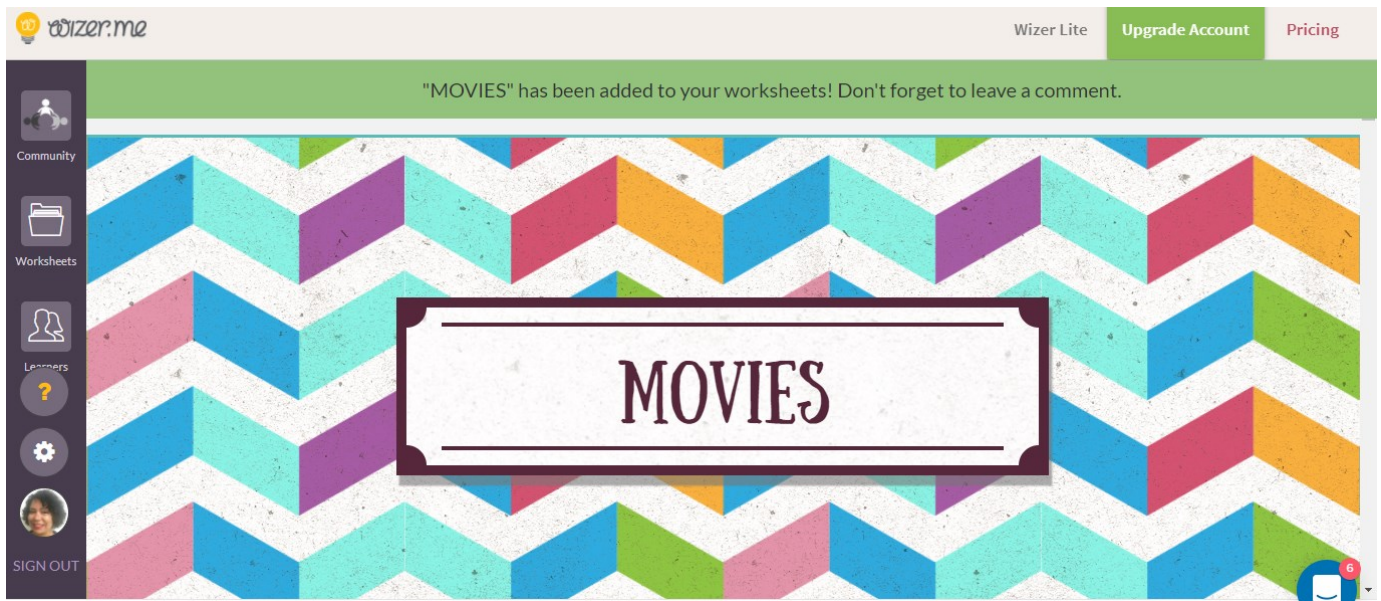 wizer.me
Wizer Lite
Upgrade Account
Pricing
"MOVIES" has been added to your worksheets! Don't forget to leave a comment.
Community
Worksheets
Learners
?
MOVIES
SIGN OUT
6